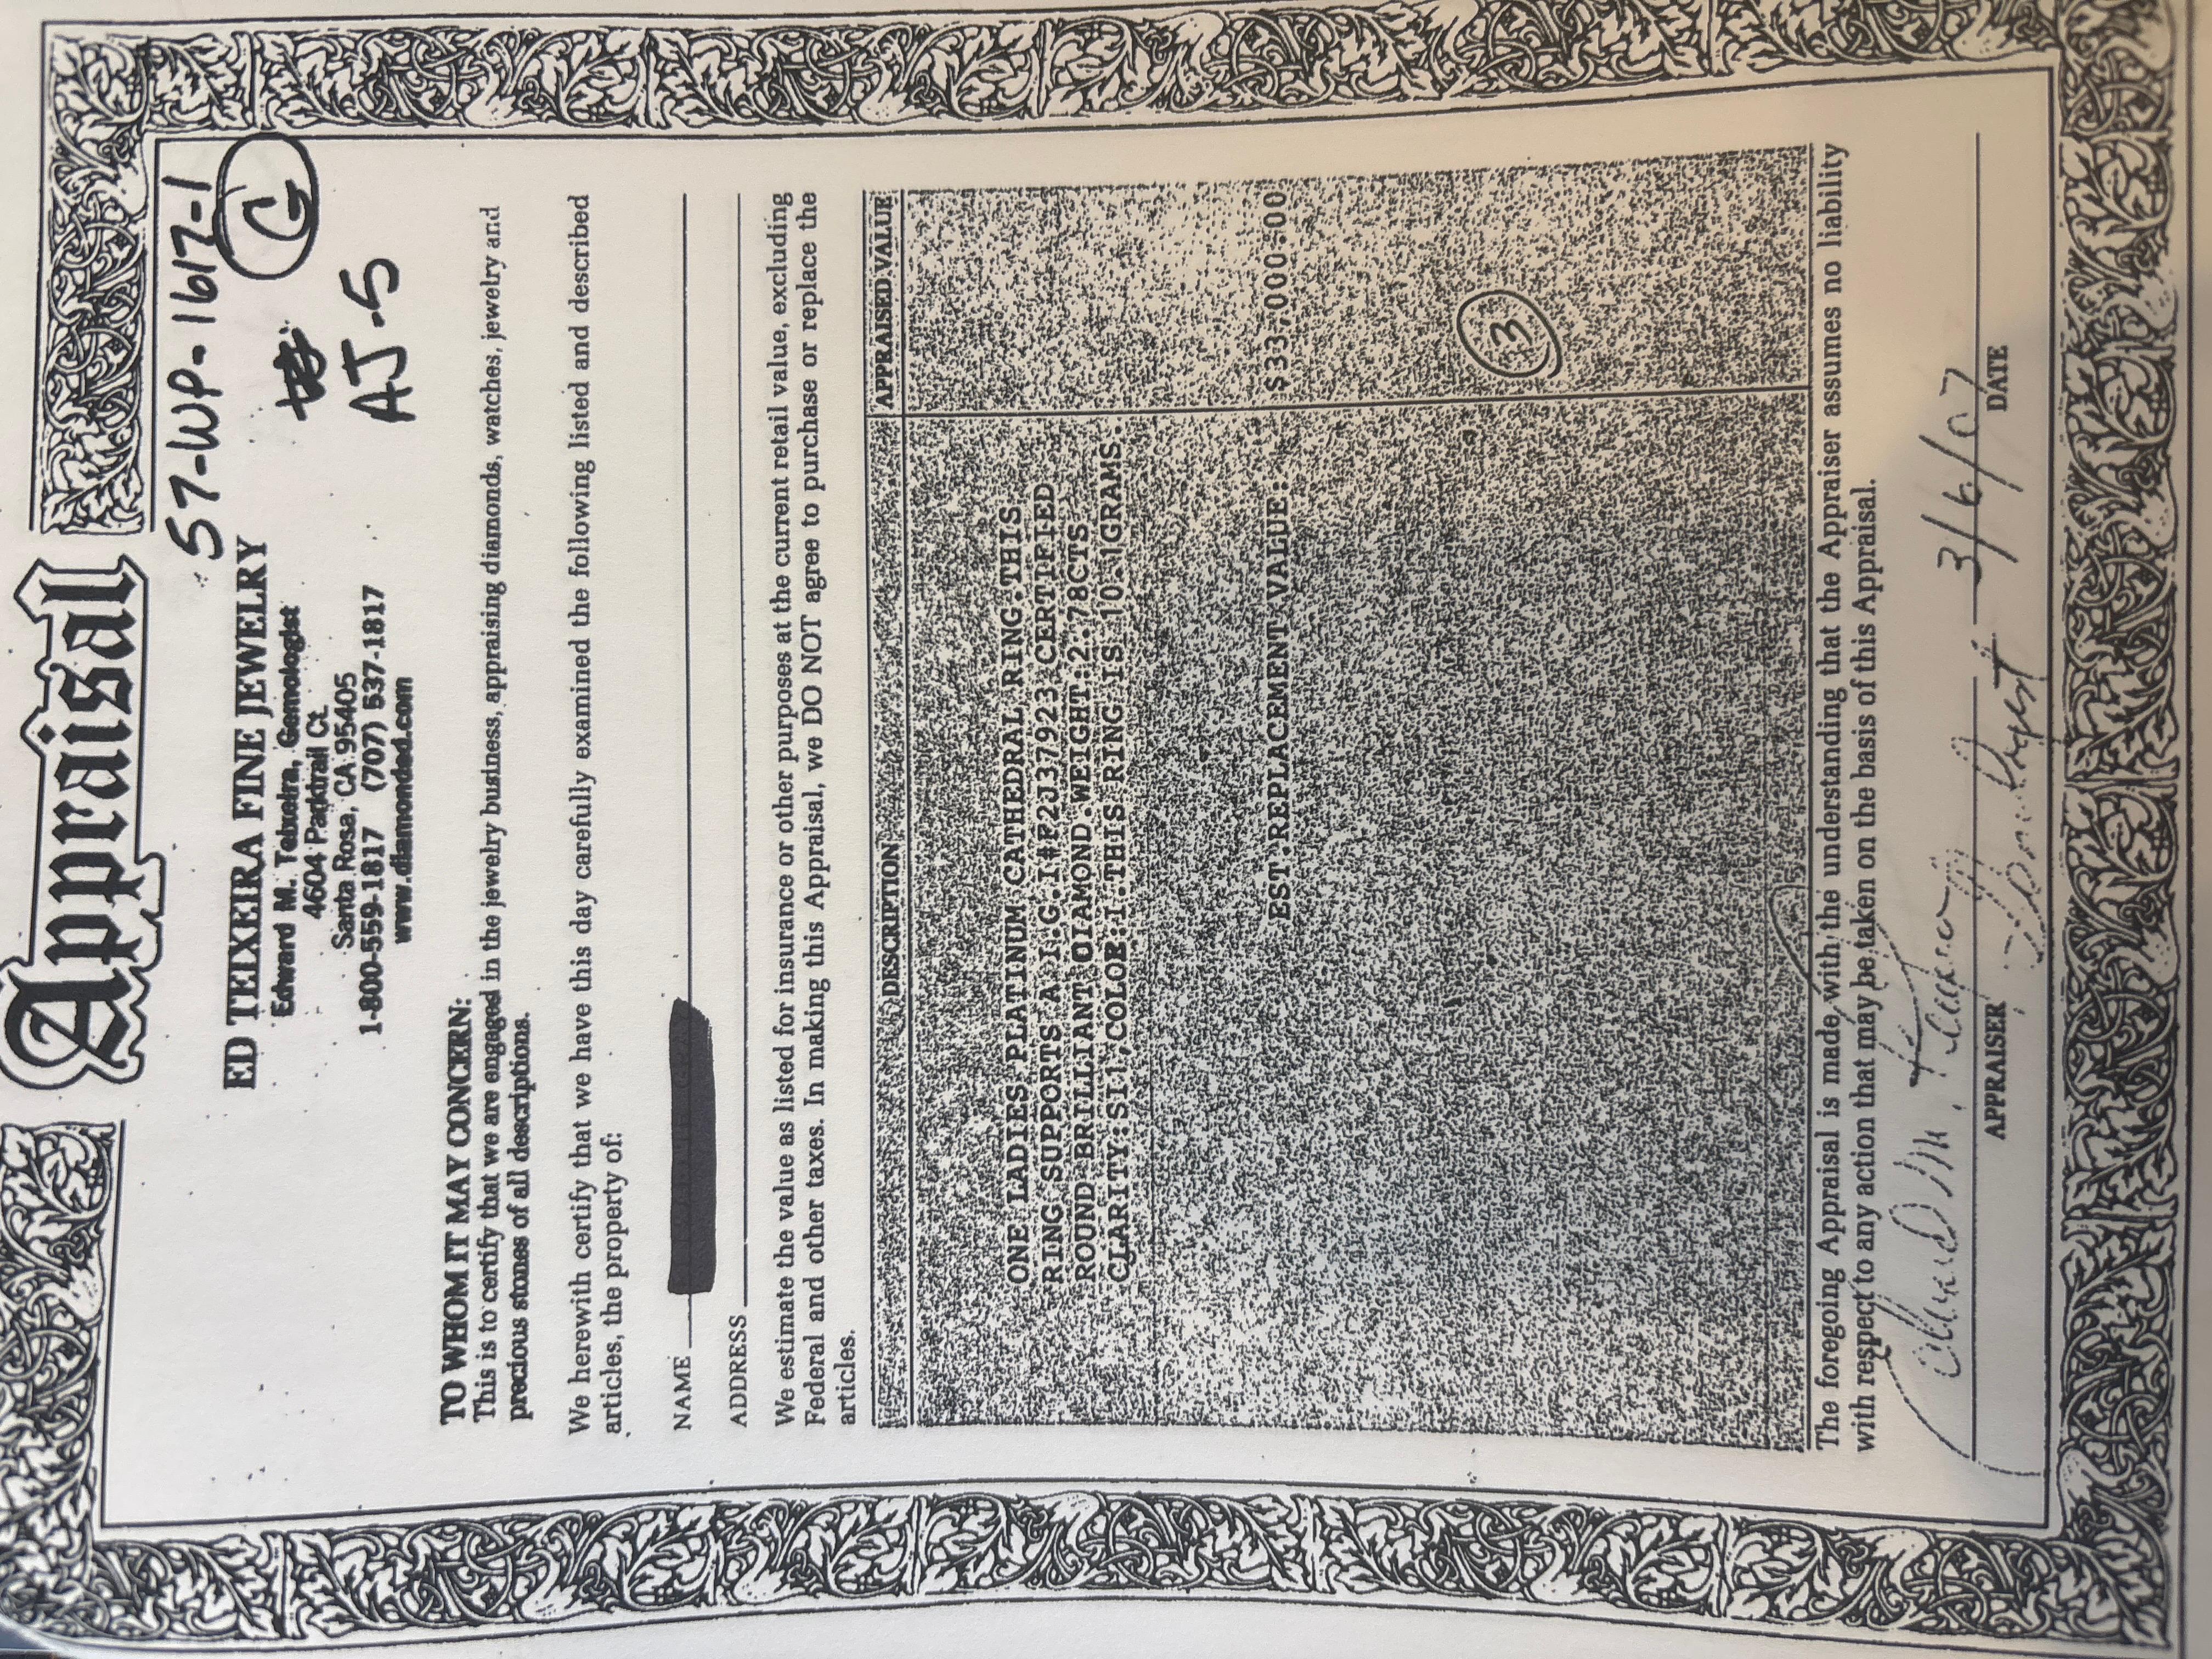 Appraisal
57-WP-1617-1
G
AJ-5
ED TEIXEIRA FINE JEWELRY
Edward M. Teixeira, Gemologist
4604 Parktrail Ct.
Santa Rosa, CA 95405
1-800-559-1817 (707) 537-1817
www.diamonded.com
TO WHOM IT MAY CONCERN:
This is to certify that we are engaged in the jewelry business, appraising diamonds, watches, jewelry and
precious stones of all descriptions.
We herewith certify that we have this day carefully examined the following listed and described
articles, the property of:
NAME
ADDRESS
We estimate the value as listed for insurance or other purposes at the current retail value, excluding
Federal and other taxes. In making this Appraisal, we DO NOT agree to purchase or replace the
articles.
DESCRIPTION APPRAISED VALUE
ONE LADIES PLATINUM CATHEDRAL RING.THIS
RING SUPPORTS A I.G.I#F2J37923 CERTIFIED
ROUND BRILLIANT DIAMOND.WEIGHT:2.78CTS
CLARITY:SI1,COLOR:I.THIS RING IS 10.1GRAMS.
EST.REPLACEMENT VALUE: $33,000.00
3
The foregoing Appraisal is made with the understanding that the Appraiser assumes no liablity
with respect to any action that may be taken on the basis of this Appraisal.
3/6/07
APPRAISER DATE